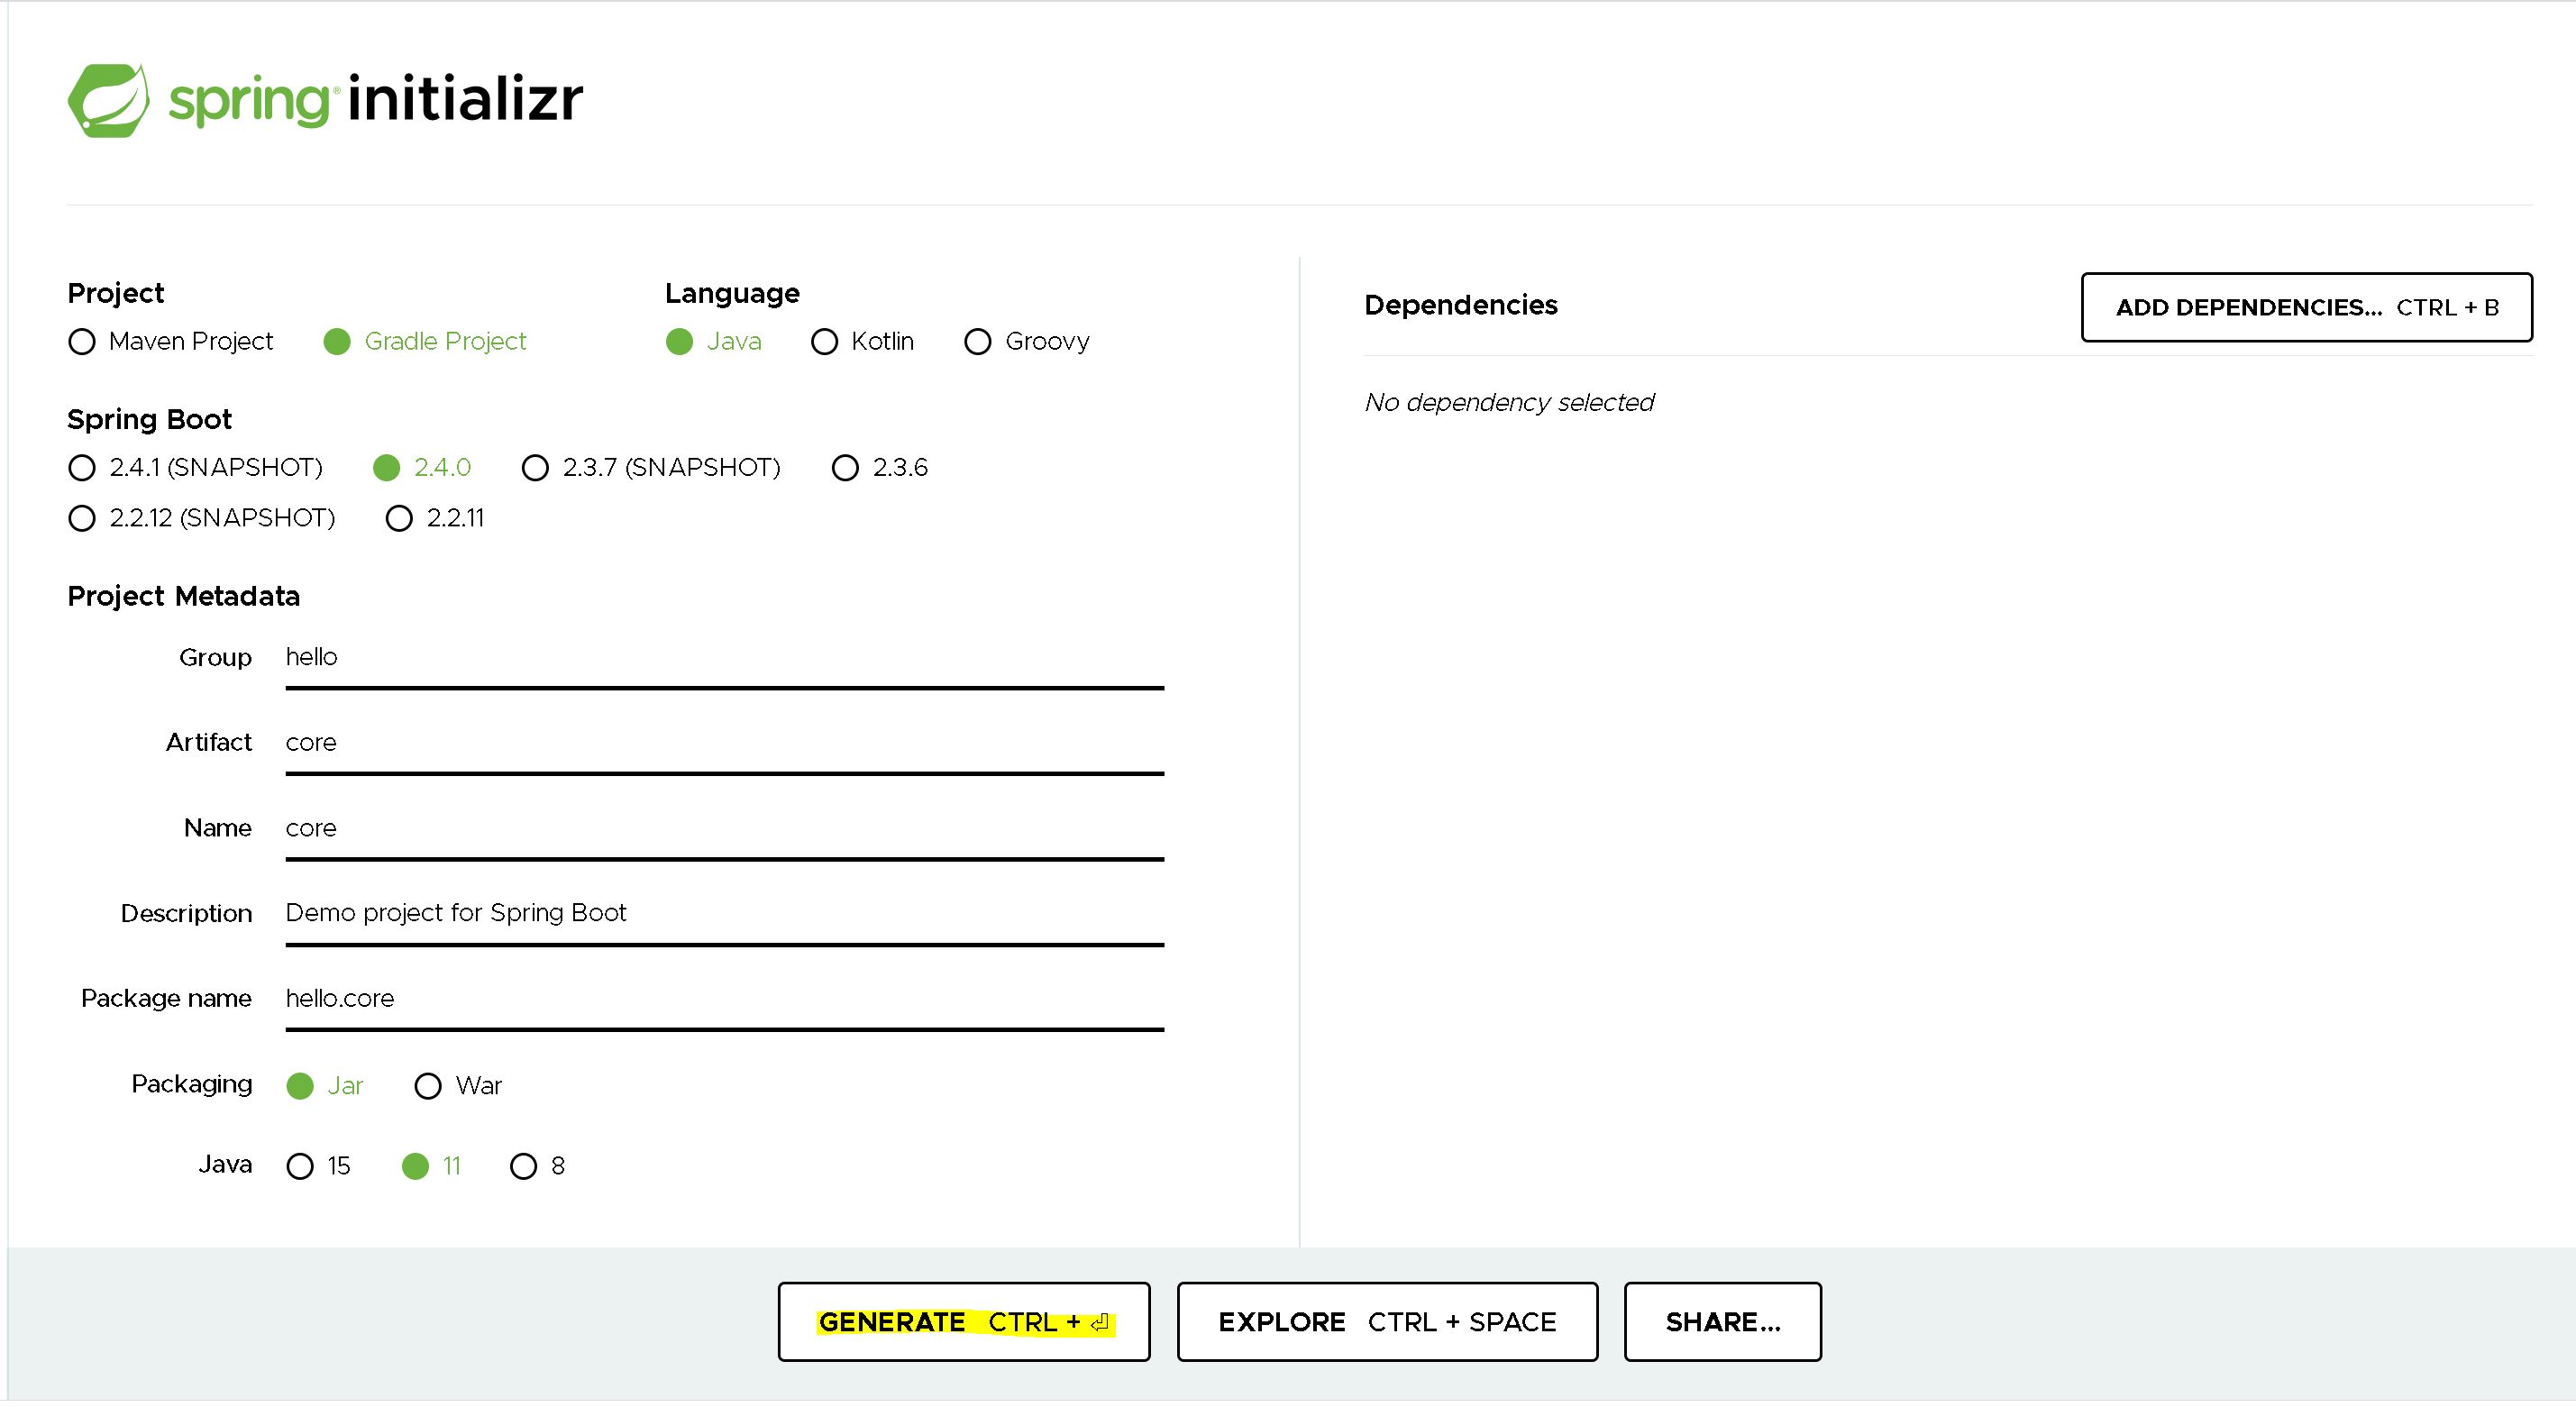 spring® initializr
Project
Maven Project Gradle Project
Language
Java Kotlin Groovy
Spring Boot
2.4.1 (SNAPSHOT) 2.4.0 2.3.7 (SNAPSHOT) 2.3.6
2.2.12 (SNAPSHOT) 2.2.11
Project Metadata
Group hello
Artifact core
Name core
Description Demo project for Spring Boot
Package name hello.core
Packaging Jar War
Java 15 11 8
Dependencies
ADD DEPENDENCIES... CTRL + B
No dependency selected
GENERATE CTRL + ⏎
EXPLORE CTRL + SPACE
SHARE...